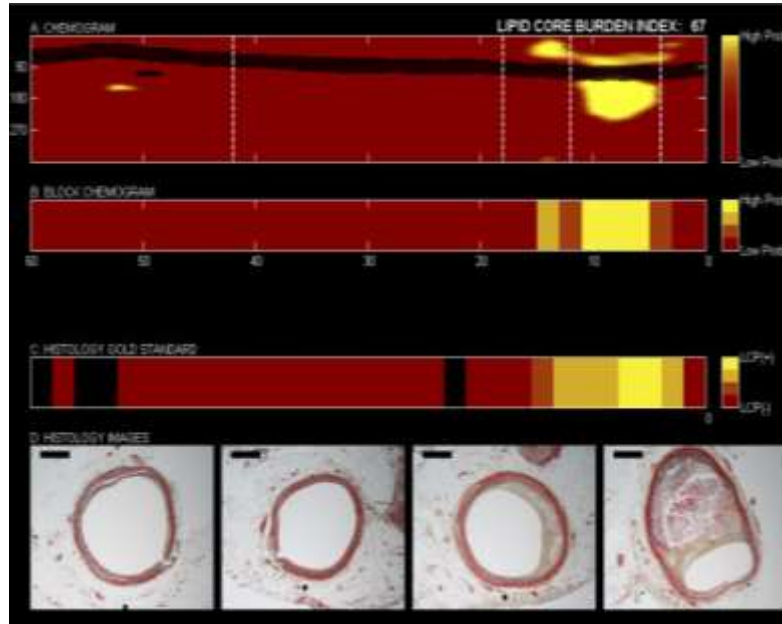 A: CHEMOGRAM
LIPID CORE BURDEN INDEX: 67
High Prob
90
180
270
Low Prob
B: BLOCK CHEMOGRAM
High Prob
Low Prob
60 50 40 30 20 10 0
C: HISTOLOGY GOLD STANDARD
LCP(+)
LCP(-)
0
D: HISTOLOGY IMAGES